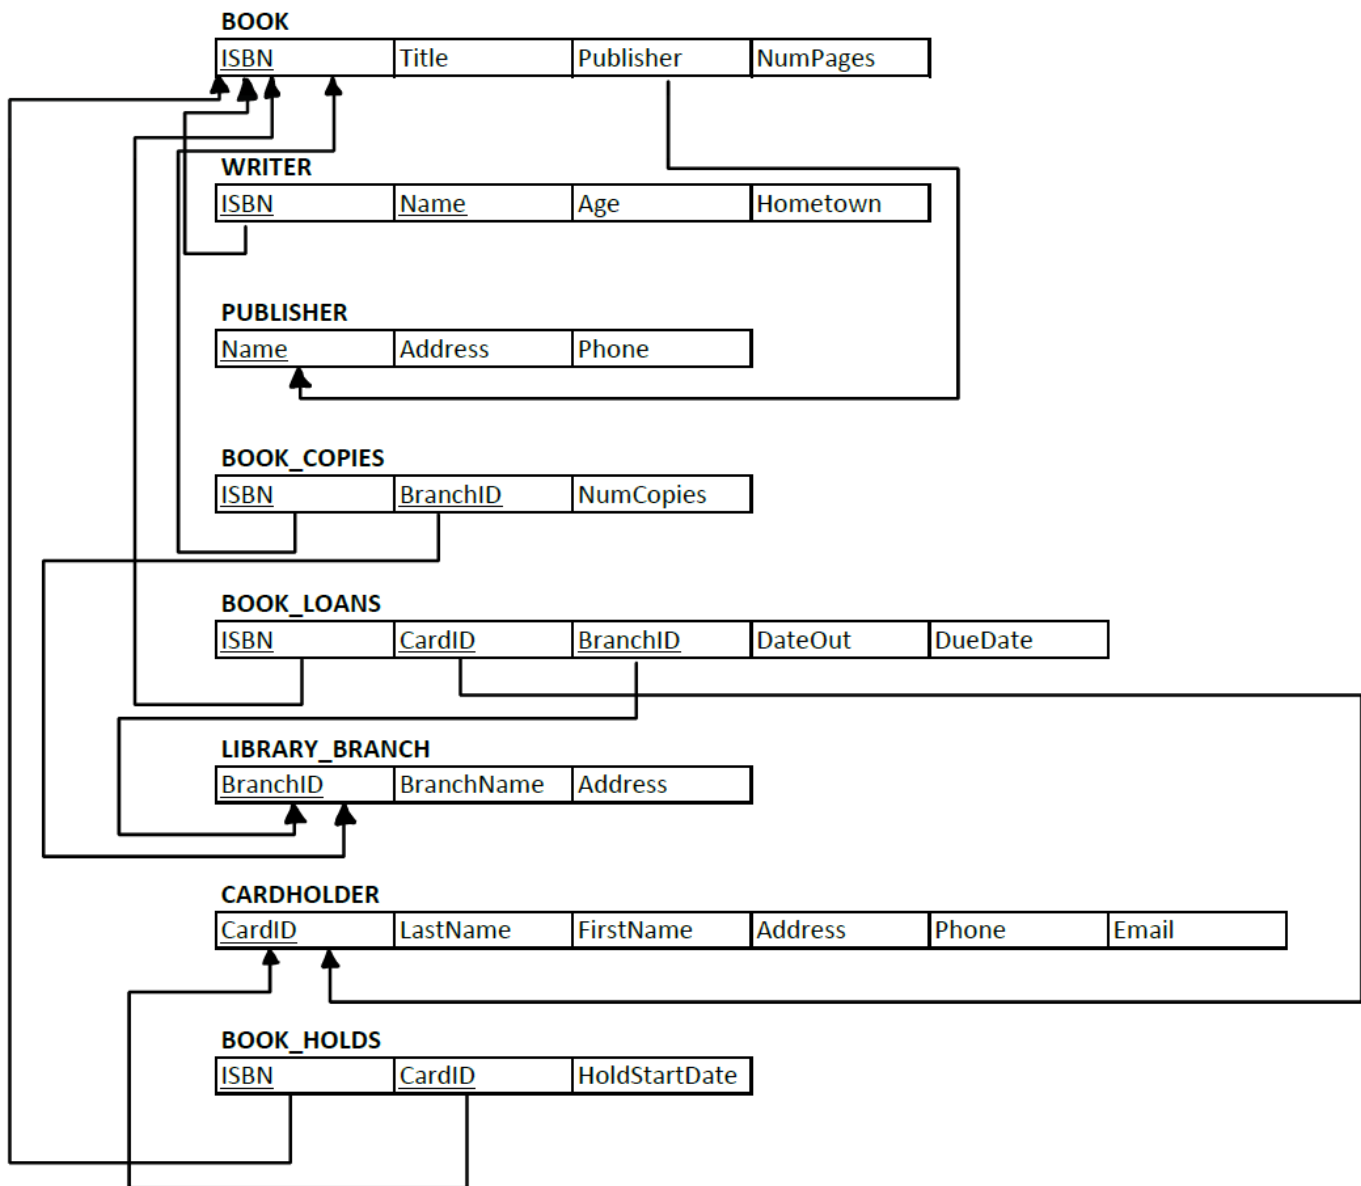 BOOK
ISBN Title Publisher NumPages
WRITER
ISBN Name Age Hometown
PUBLISHER
Name Address Phone
BOOK_COPIES
ISBN BranchID NumCopies
BOOK_LOANS
ISBN CardID BranchID DateOut DueDate
LIBRARY_BRANCH
BranchID BranchName Address
CARDHOLDER
CardID LastName FirstName Address Phone Email
BOOK_HOLDS
ISBN CardID HoldStartDate